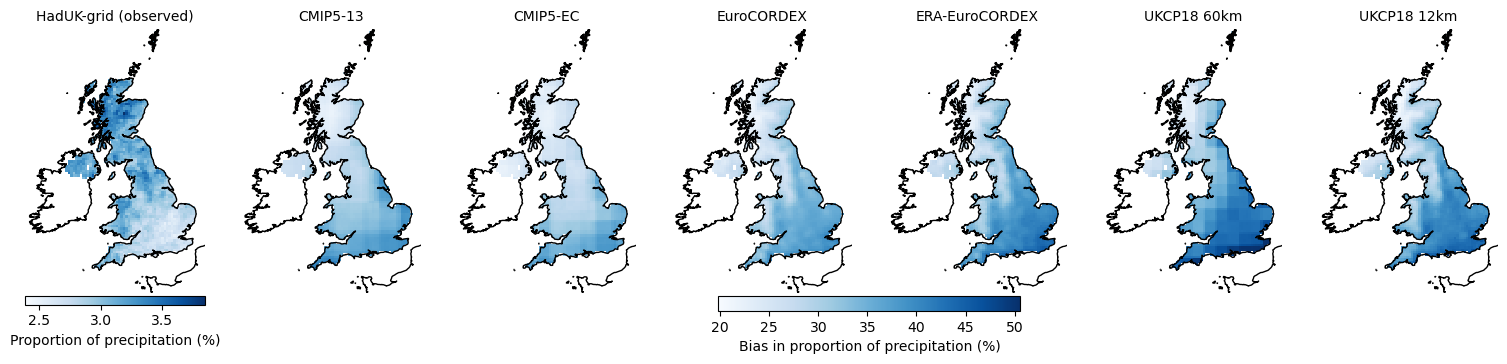 HadUK-grid (observed)
CMIP5-13
CMIP5-EC
EuroCORDEX
ERA-EuroCORDEX
UKCP18 60km
UKCP18 12km
2.5 3.0 3.5
Proportion of precipitation (%)
20 25 30 35 40 45 50
Bias in proportion of precipitation (%)